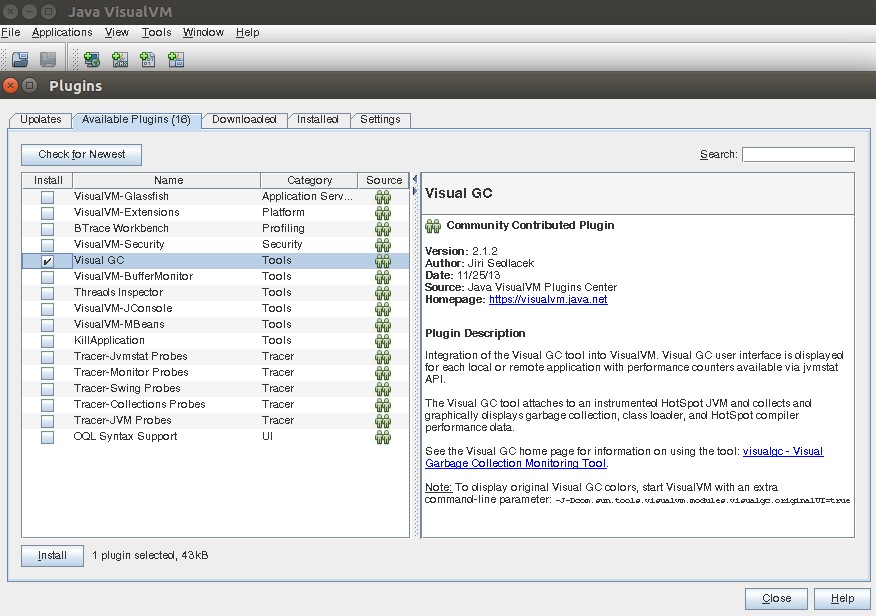 Java VisualVM
File Applications View Tools Window Help
Plugins
Updates Available Plugins (16) Downloaded Installed Settings
Check for Newest Search:
Install Name Category Source
VisualVM-Glassfish Application Serv...
VisualVM-Extensions Platform
BTrace Workbench Profiling
VisualVM-Security Security
Visual GC Tools
VisualVM-BufferMonitor Tools
Threads Inspector Tools
VisualVM-JConsole Tools
VisualVM-MBeans Tools
KillApplication Tools
Tracer-Jvmstat Probes Tracer
Tracer-Monitor Probes Tracer
Tracer-Swing Probes Tracer
Tracer-Collections Probes Tracer
Tracer-JVM Probes Tracer
OQL Syntax Support UI
Visual GC
Community Contributed Plugin
Version: 2.1.2
Author: Jiri Sedlacek
Date: 11/25/13
Source: Java VisualVM Plugins Center
Homepage: https://visualvm.java.net
Plugin Description
Integration of the Visual GC tool into VisualVM. Visual GC user interface is displayed
for each local or remote application with performance counters available via jvmstat
API.
The Visual GC tool attaches to an instrumented HotSpot JVM and collects and
graphically displays garbage collection, class loader, and HotSpot compiler
performance data.
See the Visual GC home page for information on using the tool: visualgc - Visual
Garbage Collection Monitoring Tool.
Note: To display original Visual GC colors, start VisualVM with an extra
command-line parameter: -J-Dcom.sun.tools.visualvm.modules.visualgc.originalUI=true
Install 1 plugin selected, 43kB
Close Help